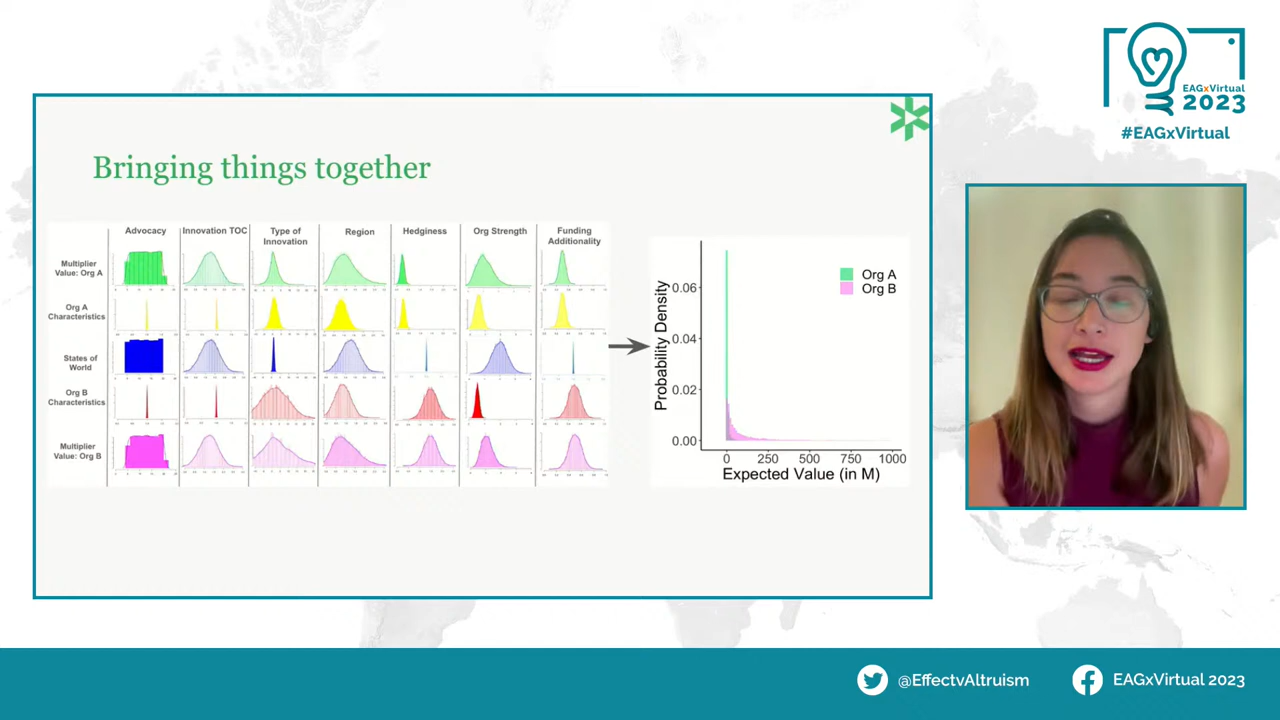 EAGxVirtual
2023
#EAGxVirtual
Bringing things together
Advocacy
Innovation TOC
Type of
Innovation
Region
Hedginess
Org Strength
Funding
Additionality
Multiplier
Value: Org A
Org A
Characteristics
States of
World
Org B
Characteristics
Multiplier
Value: Org B
Org A
Org B
Probability Density
0.06
0.04
0.02
0.00
0 250 500 750 1000
Expected Value (in M)
@EffectvAltruism
EAGxVirtual 2023